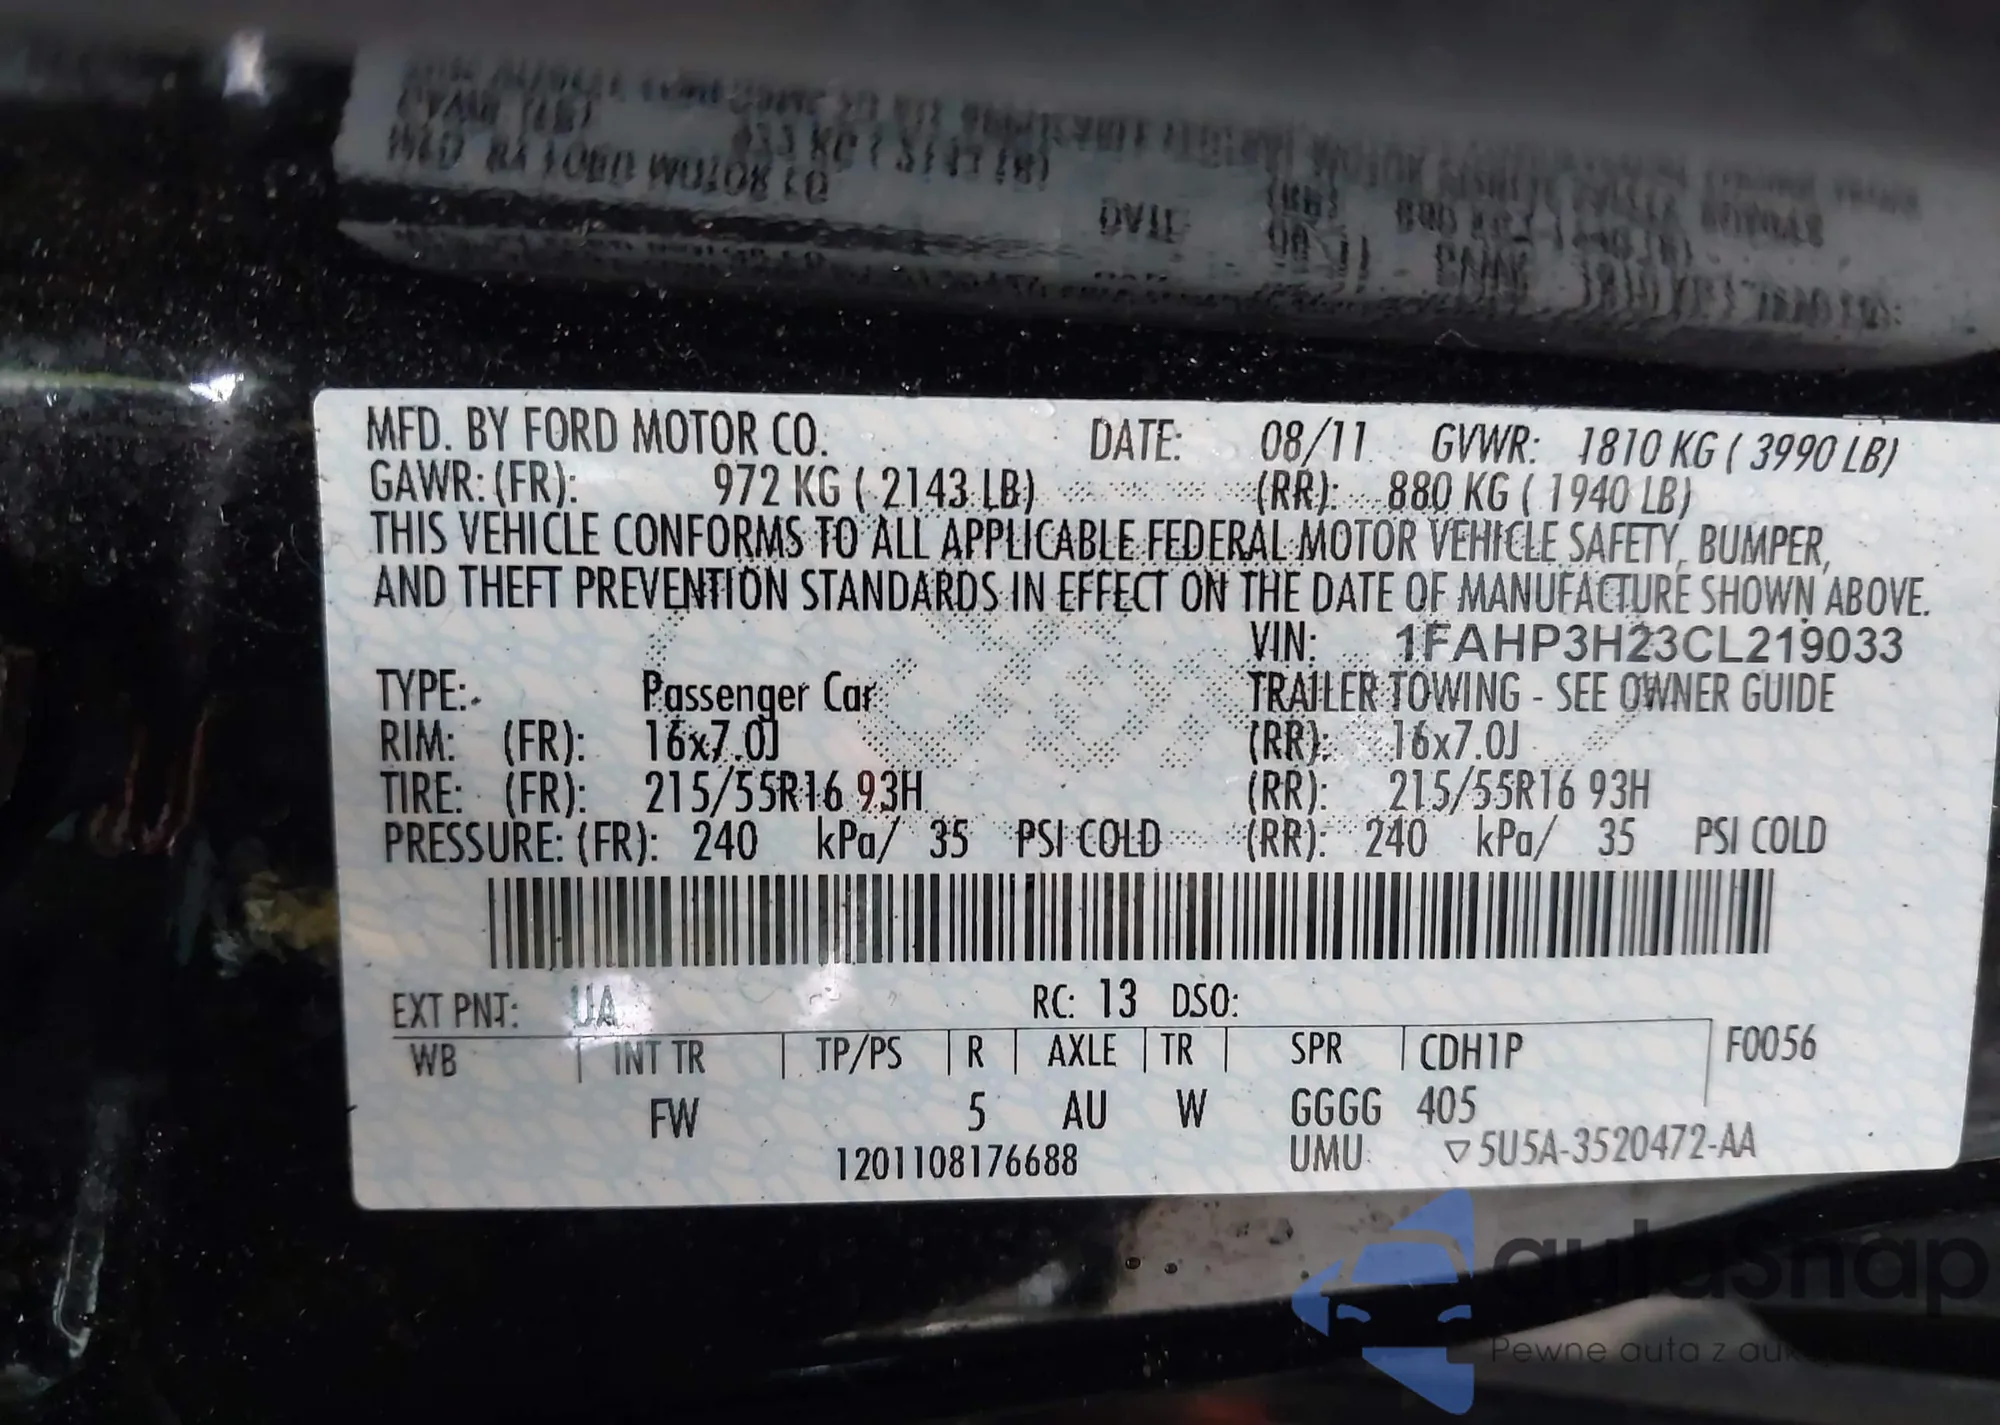 MFD. BY FORD MOTOR CO. DATE: 08/11 GVWR: 1810 KG ( 3990 LB)
GAWR: (FR): 972 KG ( 2143 LB) (RR): 880 KG ( 1940 LB)
THIS VEHICLE CONFORMS TO ALL APPLICABLE FEDERAL MOTOR VEHICLE SAFETY, BUMPER,
AND THEFT PREVENTION STANDARDS IN EFFECT ON THE DATE OF MANUFACTURE SHOWN ABOVE.
VIN: 1FAHP3H23CL219033
TYPE: Passenger Car TRAILER TOWING - SEE OWNER GUIDE
RIM: (FR): 16x7.0J (RR): 16x7.0J
TIRE: (FR): 215/55R16 93H (RR): 215/55R16 93H
PRESSURE: (FR): 240 kPa/ 35 PSI COLD (RR): 240 kPa/ 35 PSI COLD
EXT PNT: UA RC: 13 DSO:
WB | INT TR | TP/PS | R | AXLE | TR | SPR | CDH1P F0056
FW 5 AU W GGGG 405
1201108176688 UMU ▽5U5A-3520472-AA
autaSnap
Pewne auta z